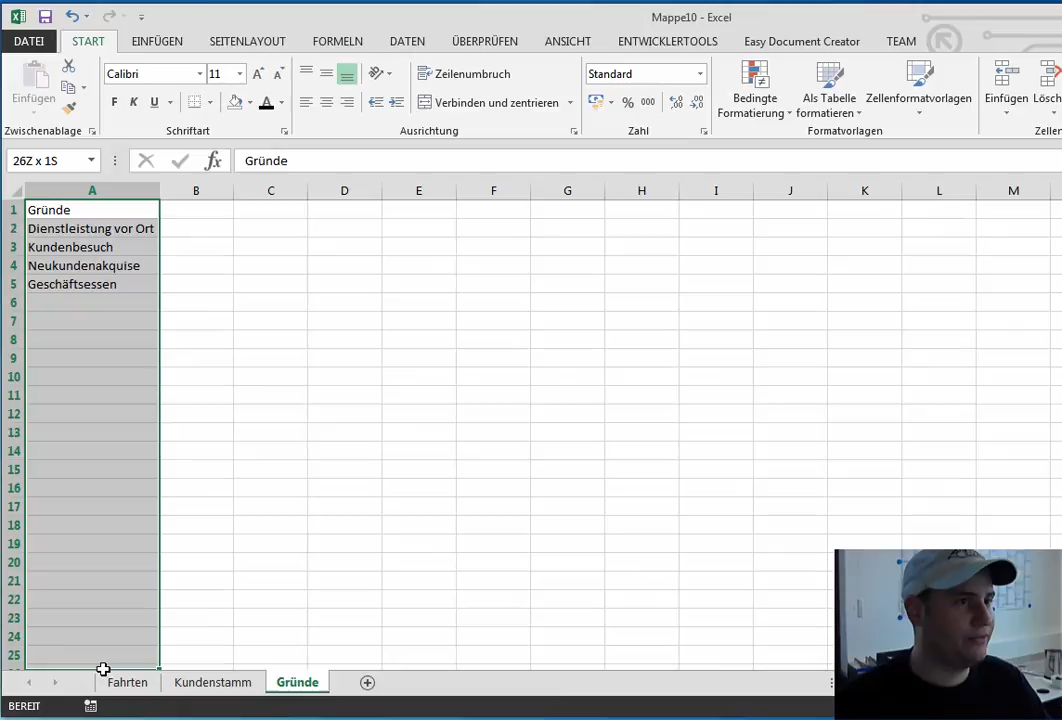 Mappe10 - Excel
DATEI START EINFÜGEN SEITENLAYOUT FORMELN DATEN ÜBERPRÜFEN ANSICHT ENTWICKLERTOOLS Easy Document Creator TEAM
Einfügen
Calibri 11
F K U A
Zeilenumbruch
Verbinden und zentrieren
Standard
% 000
Bedingte Formatierung
Als Tabelle formatieren
Zellenformatvorlagen
Einfügen
Lösch
Zwischenablage Schriftart Ausrichtung Zahl Formatvorlagen Zellen
26Z x 1S fx Gründe
A B C D E F G H I J K L M
1 Gründe
2 Dienstleistung vor Ort
3 Kundenbesuch
4 Neukundenakquise
5 Geschäftsessen
6
7
8
9
10
11
12
13
14
15
16
17
18
19
20
21
22
23
24
25
Fahrten Kundenstamm Gründe
BEREIT